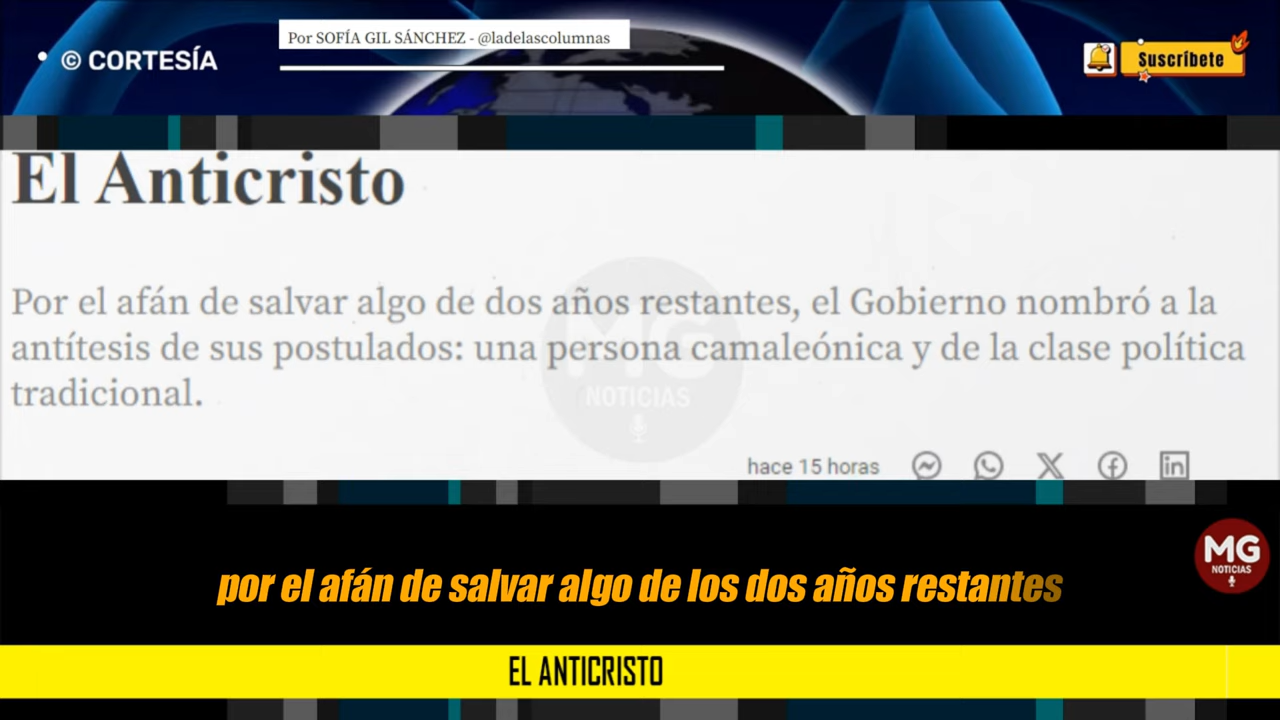 Por SOFÍA GIL SÁNCHEZ - @ladelascolumnas
© CORTESÍA
Suscríbete
El Anticristo
Por el afán de salvar algo de dos años restantes, el Gobierno nombró a la
antítesis de sus postulados: una persona camaleónica y de la clase política
tradicional.
MG
NOTICIAS
hace 15 horas
MG
NOTICIAS
por el afán de salvar algo de los dos años restantes
EL ANTICRISTO